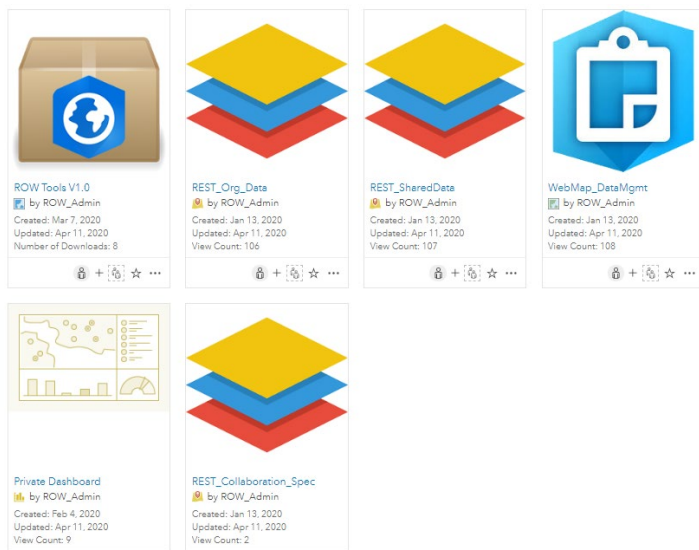 ROW Tools V1.0
by ROW_Admin
Created: Mar 7, 2020
Updated: Apr 11, 2020
Number of Downloads: 8
REST_Org_Data
by ROW_Admin
Created: Jan 13, 2020
Updated: Apr 11, 2020
View Count: 106
REST_SharedData
by ROW_Admin
Created: Jan 13, 2020
Updated: Apr 11, 2020
View Count: 107
WebMap_DataMgmt
by ROW_Admin
Created: Jan 13, 2020
Updated: Apr 11, 2020
View Count: 108
Private Dashboard
by ROW_Admin
Created: Feb 4, 2020
Updated: Apr 11, 2020
View Count: 9
REST_Collaboration_Spec
by ROW_Admin
Created: Jan 13, 2020
Updated: Apr 11, 2020
View Count: 2